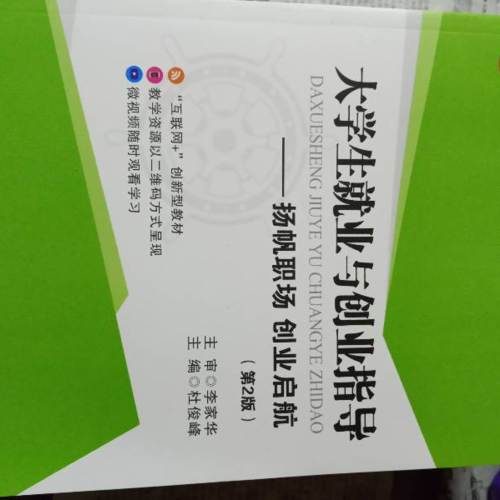 大学生就业与创业指导
DAXUESHENG JIUYE YU CHUANGYE ZHIDAO
——扬帆职场 创业启航
（第2版）
“互联网+”创新型教材
教学资源以二维码方式呈现
微视频随时观看学习
主 审◎李家华
主 编◎杜俊峰